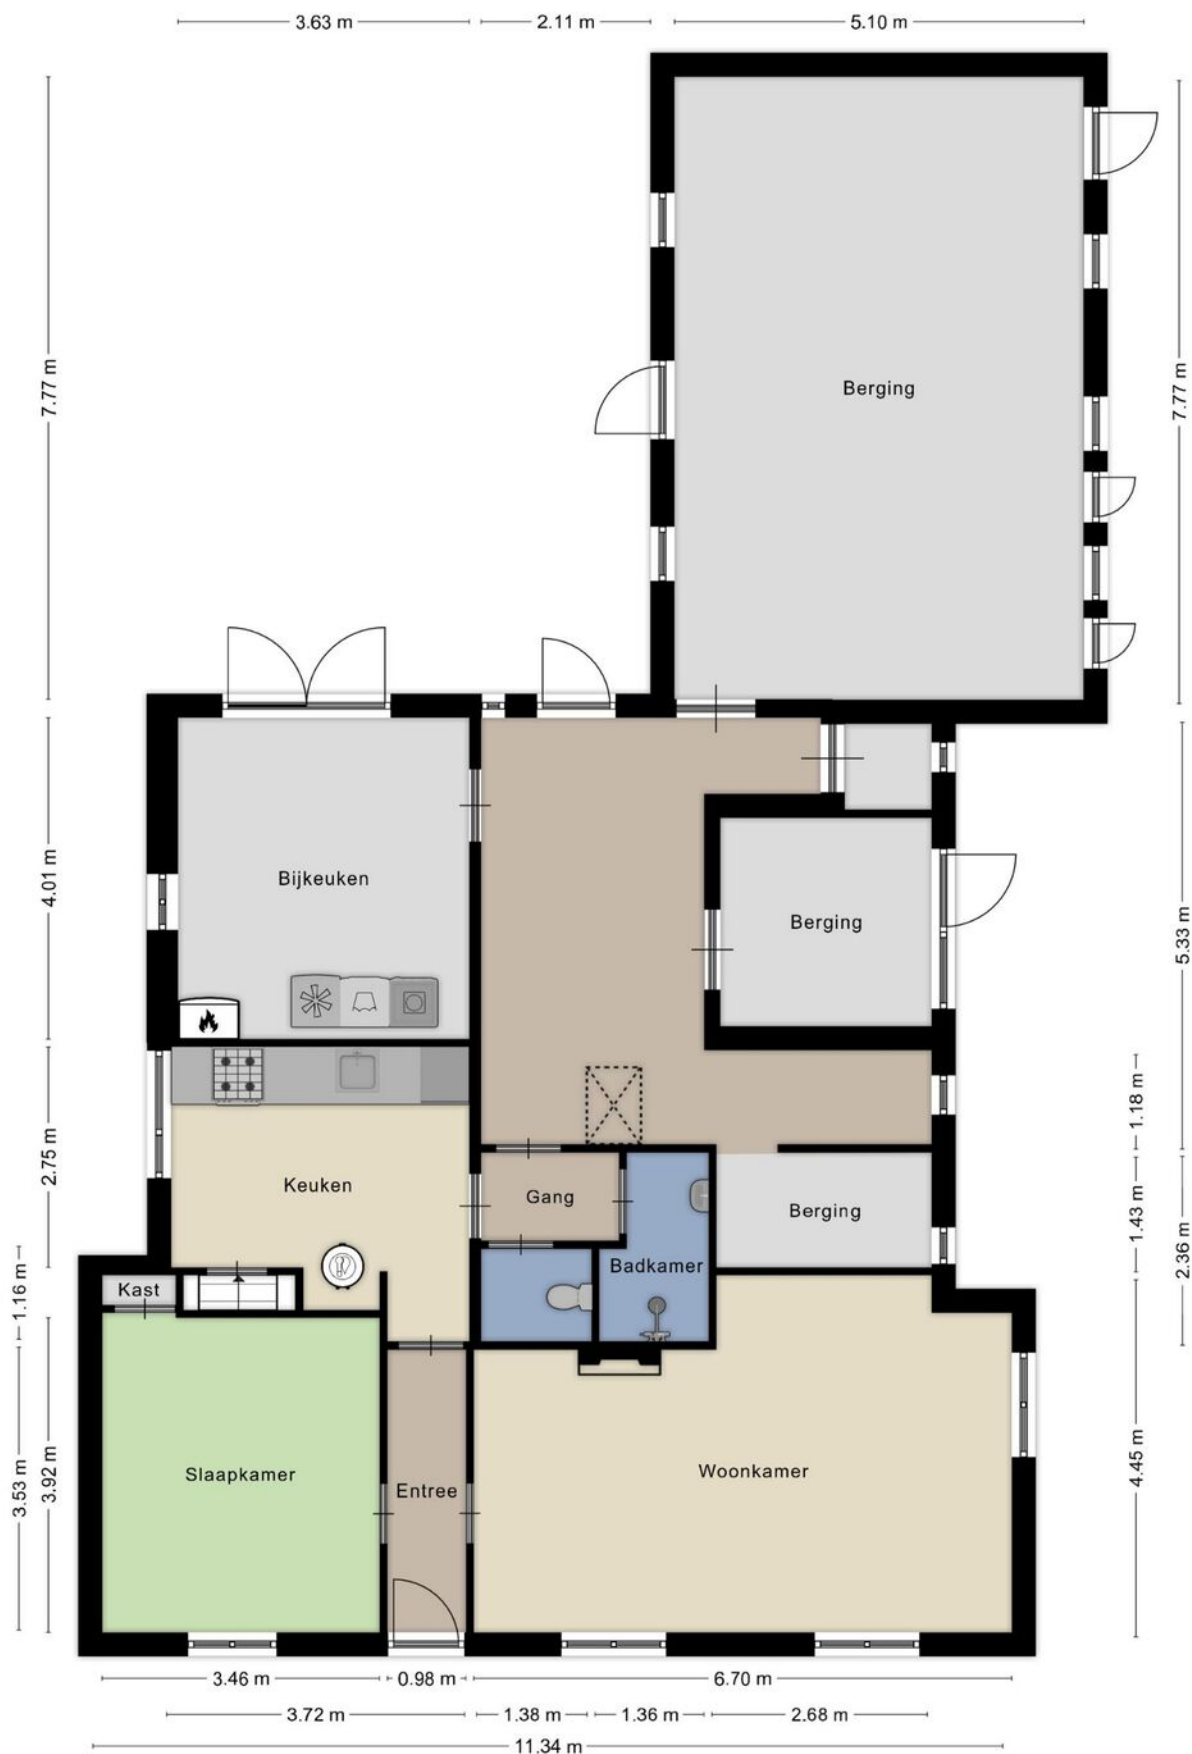 3.63 m
2.11 m
5.10 m
7.77 m
7.77 m
Berging
4.01 m
Bijkeuken
Berging
5.33 m
2.75 m
1.18 m
Keuken
Gang
Berging
1.43 m
2.36 m
1.16 m
Kast
Badkamer
3.53 m
3.92 m
Slaapkamer
Entree
Woonkamer
4.45 m
3.46 m
0.98 m
6.70 m
3.72 m
1.38 m
1.36 m
2.68 m
11.34 m